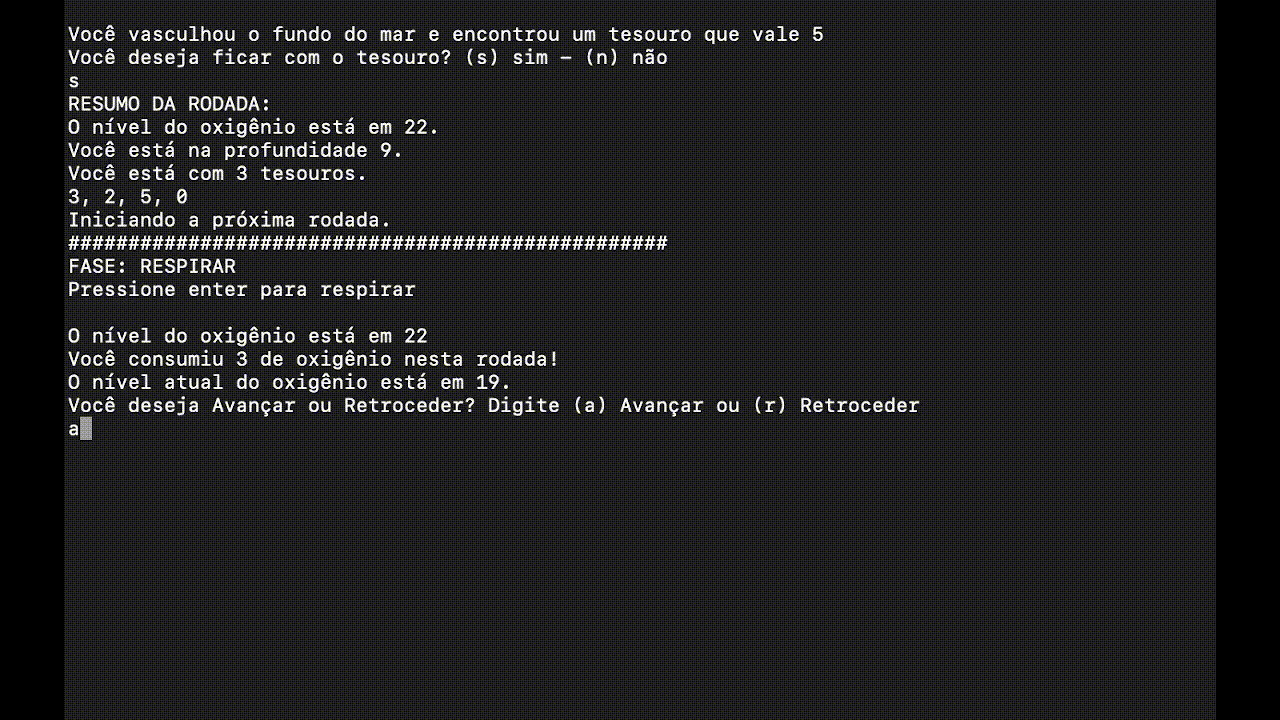 Você vasculhou o fundo do mar e encontrou um tesouro que vale 5
Você deseja ficar com o tesouro? (s) sim – (n) não
s
RESUMO DA RODADA:
O nível do oxigênio está em 22.
Você está na profundidade 9.
Você está com 3 tesouros.
3, 2, 5, 0
Iniciando a próxima rodada.
##################################################
FASE: RESPIRAR
Pressione enter para respirar
O nível do oxigênio está em 22
Você consumiu 3 de oxigênio nesta rodada!
O nível atual do oxigênio está em 19.
Você deseja Avançar ou Retroceder? Digite (a) Avançar ou (r) Retroceder
a